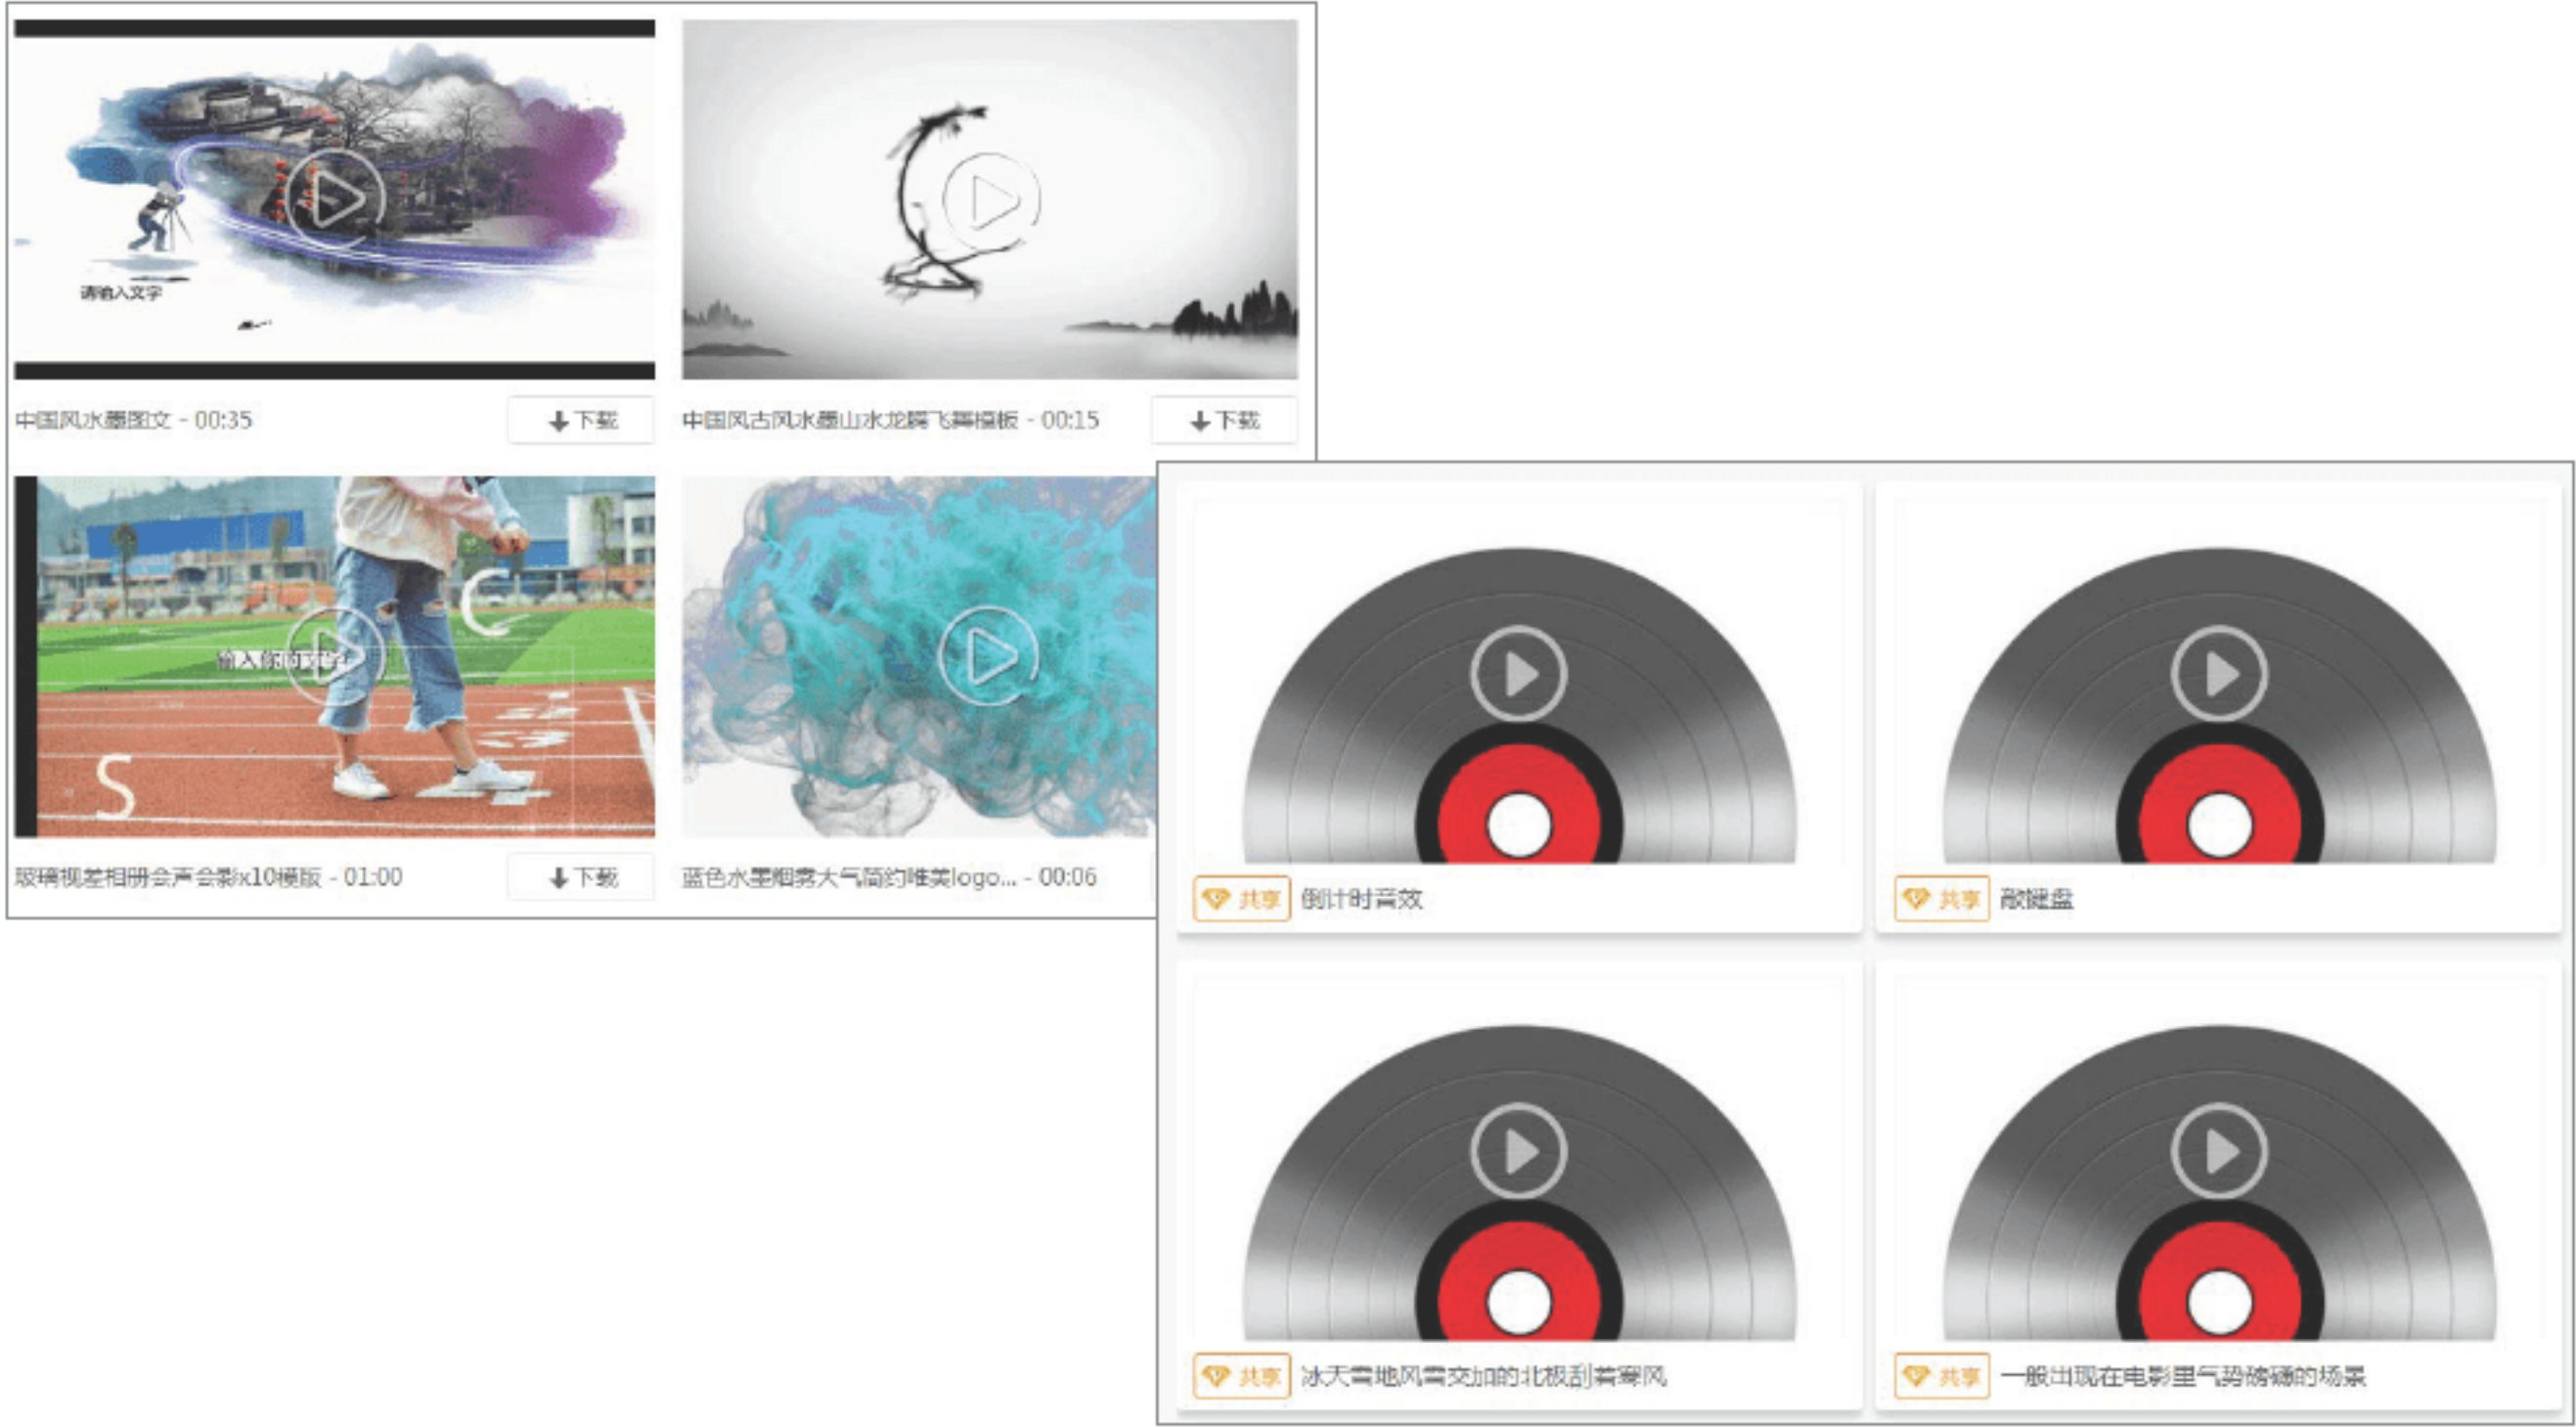 请输入文字
中国风水墨图文 - 00:35
下载
中国风古风水墨山水龙腾飞舞模板 - 00:15
下载
C
输入你的文字
S
玻璃视差相册会声会影x10模版 - 01:00
下载
蓝色水墨烟雾大气简约唯美logo... - 00:06
共享 倒计时音效
共享 敲键盘
共享 冰天雪地风雪交加的北极刮着寒风
共享 一般出现在电影里气势磅礴的场景